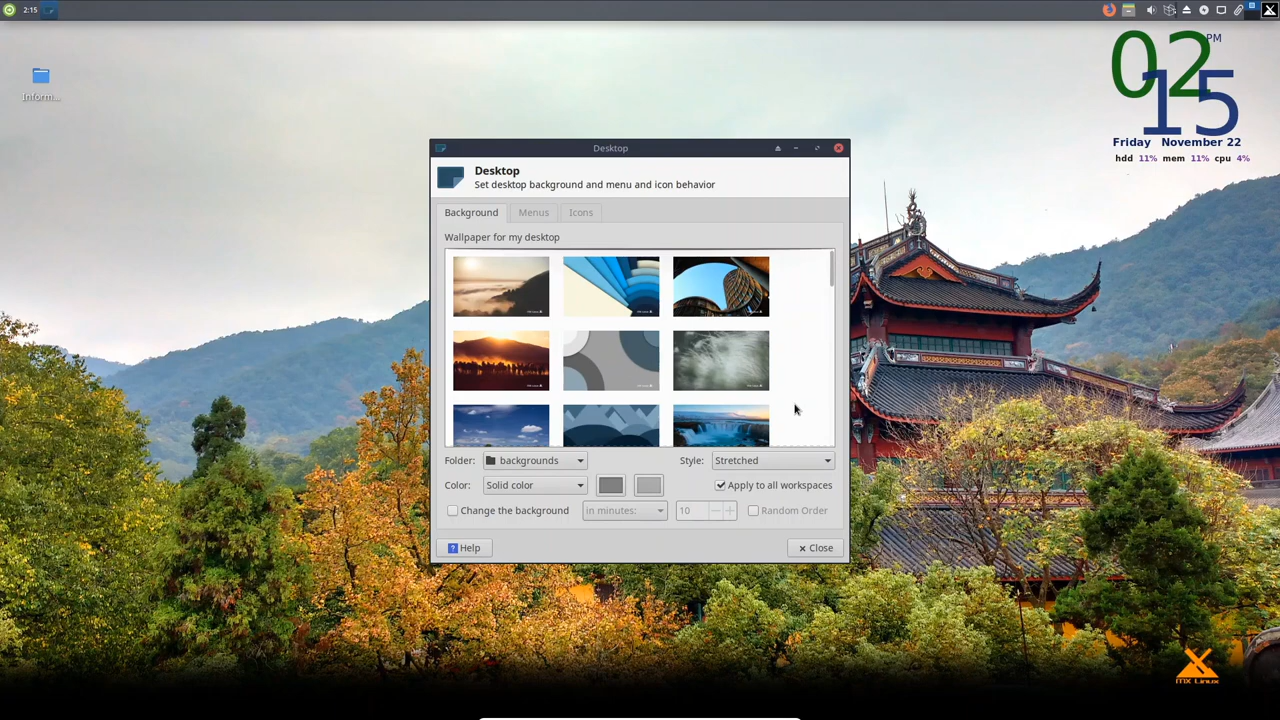 2:15
Inform...
02
PM
15
Friday November 22
hdd 11% mem 11% cpu 4%
Desktop
Desktop
Set desktop background and menu and icon behavior
Background Menus Icons
Wallpaper for my desktop
Folder: backgrounds Style: Stretched
Color: Solid color Apply to all workspaces
Change the background in minutes: 10 Random Order
? Help Close
MX Linux